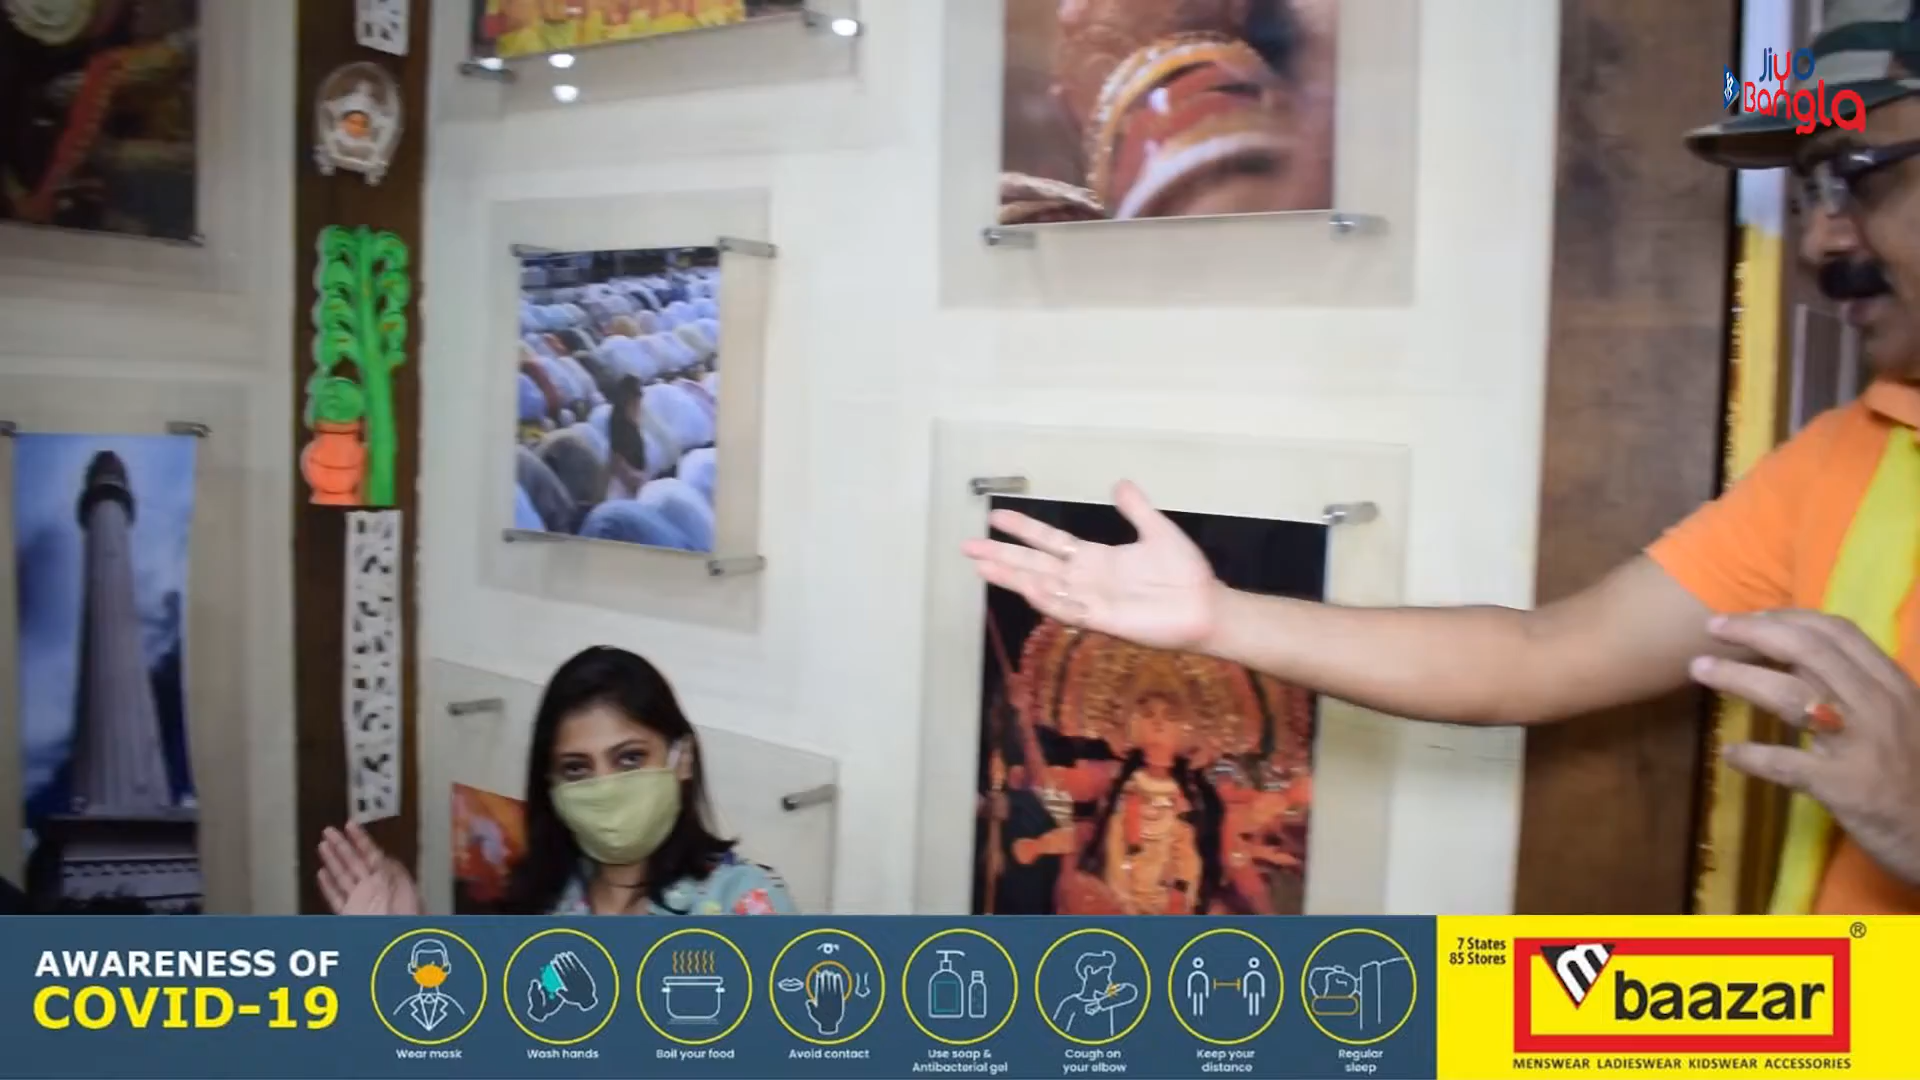 Jiyo
Bangla
AWARENESS OF
COVID-19
Wear mask
Wash hands
Boil your food
Avoid contact
Use soap &
Antibacterial gel
Cough on
your elbow
Keep your
distance
Regular
sleep
7 States
85 Stores
m
baazar
®
MENSWEAR LADIESWEAR KIDSWEAR ACCESSORIES